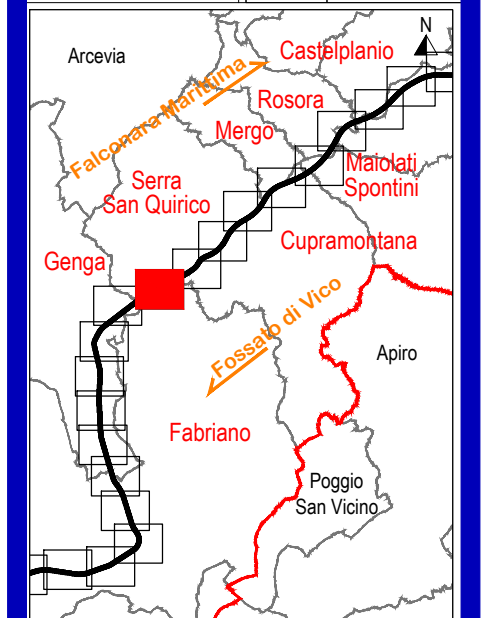 N
Castelplanio
Arcevia
Falconara Marittima
Rosora
Mergo
Maiolati
Spontini
Serra
San Quirico
Cupramontana
Genga
Fossato di Vico
Apiro
Fabriano
Poggio
San Vicino